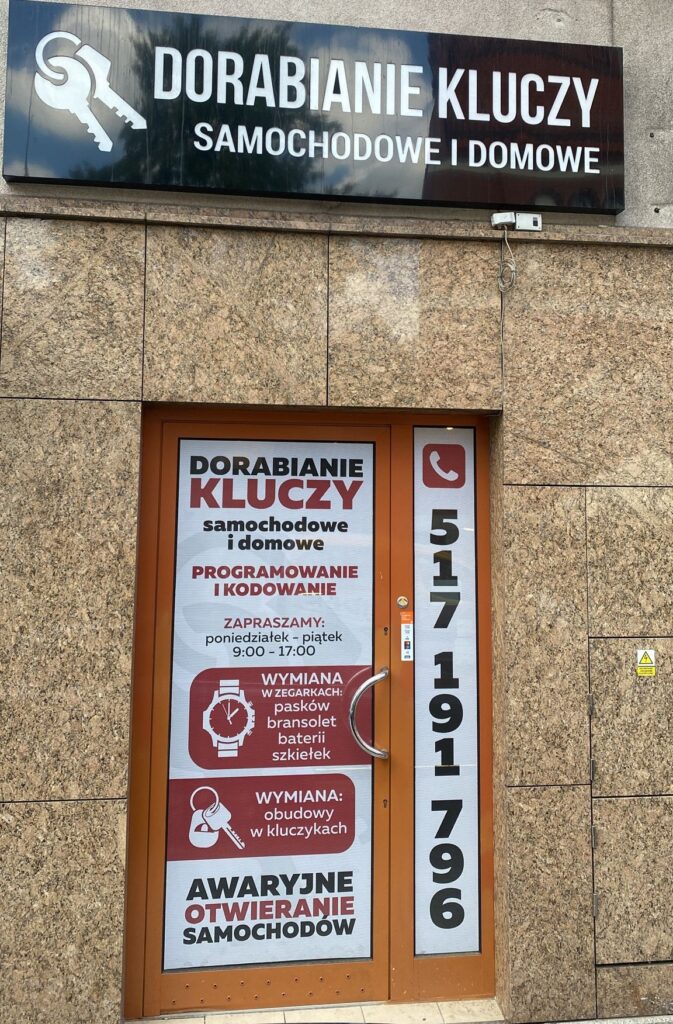 DORABIANIE KLUCZY
SAMOCHODOWE I DOMOWE
DORABIANIE
KLUCZY
samochodowe
i domowe
PROGRAMOWANIE
I KODOWANIE
ZAPRASZAMY:
poniedziałek - piątek
9:00 - 17:00
WYMIANA
W ZEGARKACH:
pasków
bransolet
baterii
szkiełek
WYMIANA:
obudowy
w kluczykach
AWARYJNE
OTWIERANIE
SAMOCHODÓW
517 191 796